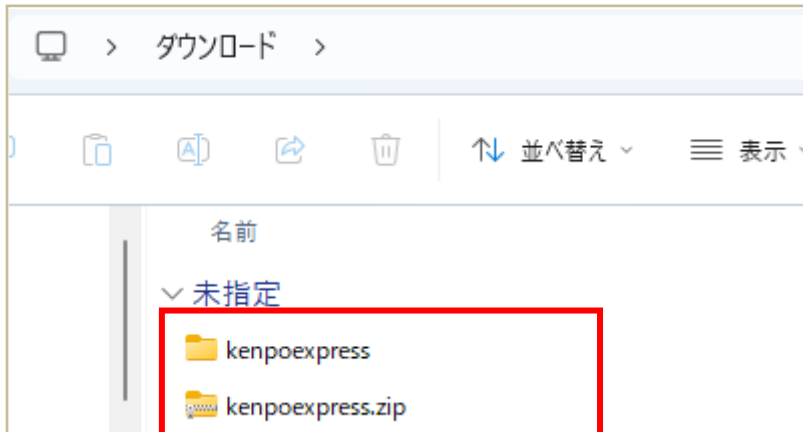 > ダウンロード >
並べ替え 表示
名前
未指定
kenpoexpress
kenpoexpress.zip